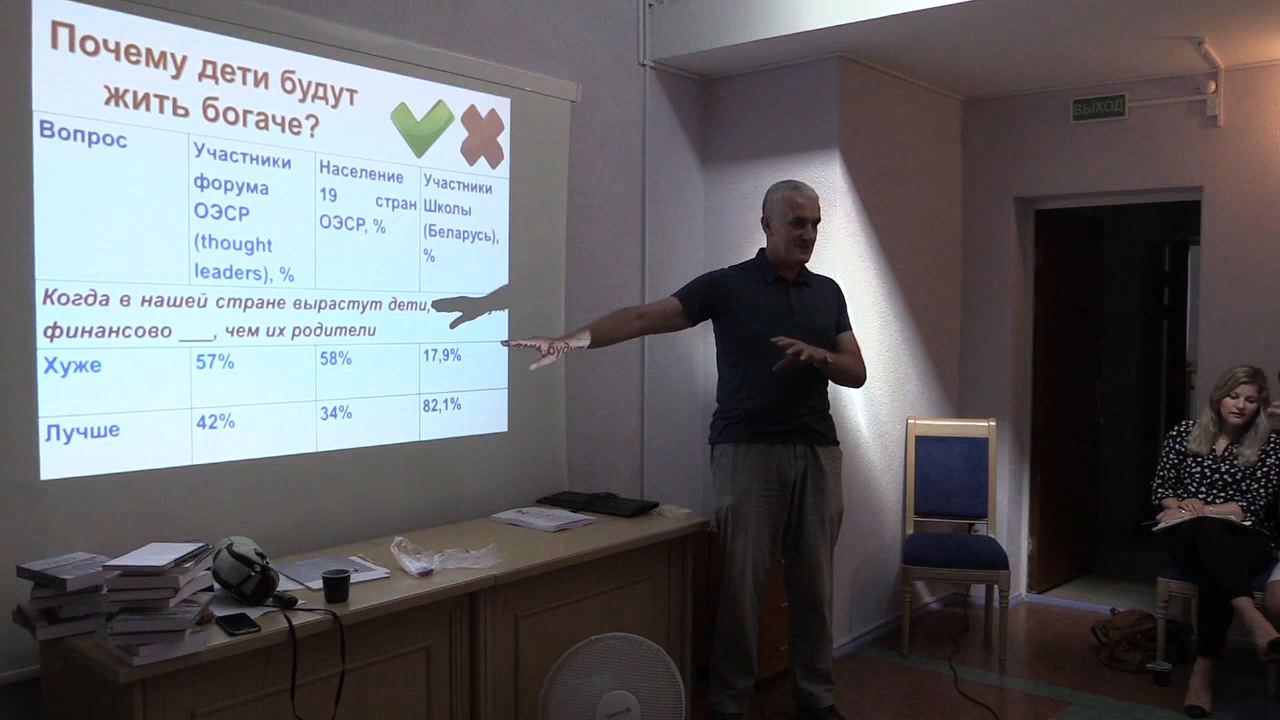 Почему дети будут
жить богаче?
Вопрос
Участники
форума
ОЭСР
(thought
leaders), %
Население
19 стран
ОЭСР, %
Участники
Школы
(Беларусь),
%
Когда в нашей стране вырастут дети,
финансово ___, чем их родители
Хуже
57%
58%
17,9%
Лучше
42%
34%
82,1%
ВЫХОД